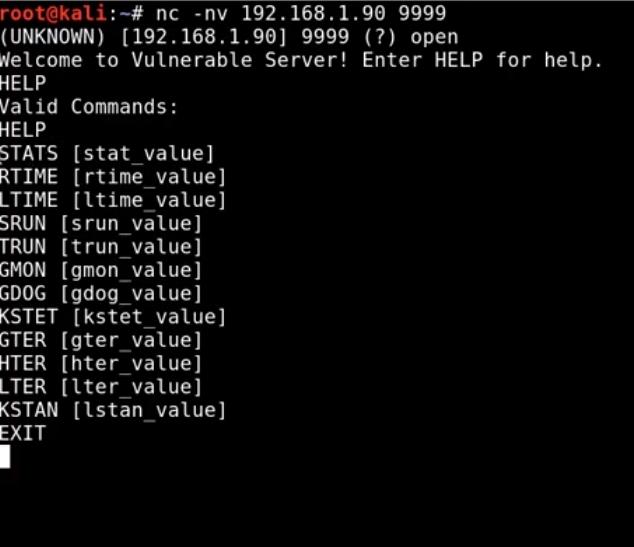 root@kali:~# nc -nv 192.168.1.90 9999
(UNKNOWN) [192.168.1.90] 9999 (?) open
Welcome to Vulnerable Server! Enter HELP for help.
HELP
Valid Commands:
HELP
STATS [stat_value]
RTIME [rtime_value]
LTIME [ltime_value]
SRUN [srun_value]
TRUN [trun_value]
GMON [gmon_value]
GDOG [gdog_value]
KSTET [kstet_value]
GTER [gter_value]
HTER [hter_value]
LTER [lter_value]
KSTAN [lstan_value]
EXIT